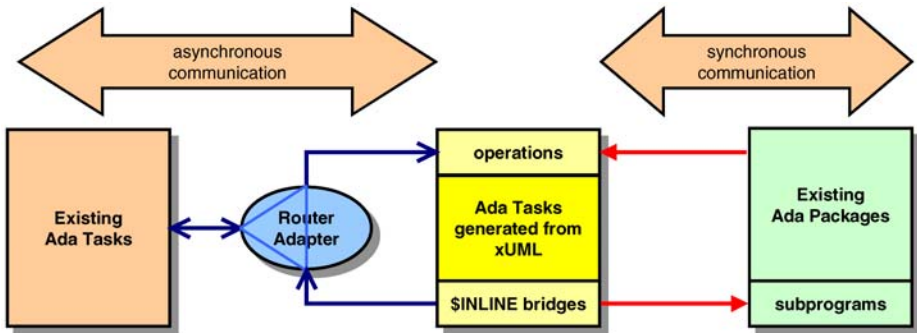 asynchronous
communication
synchronous
communication
Existing
Ada Tasks
Router
Adapter
operations
Ada Tasks
generated from
xUML
$INLINE bridges
Existing
Ada Packages
subprograms